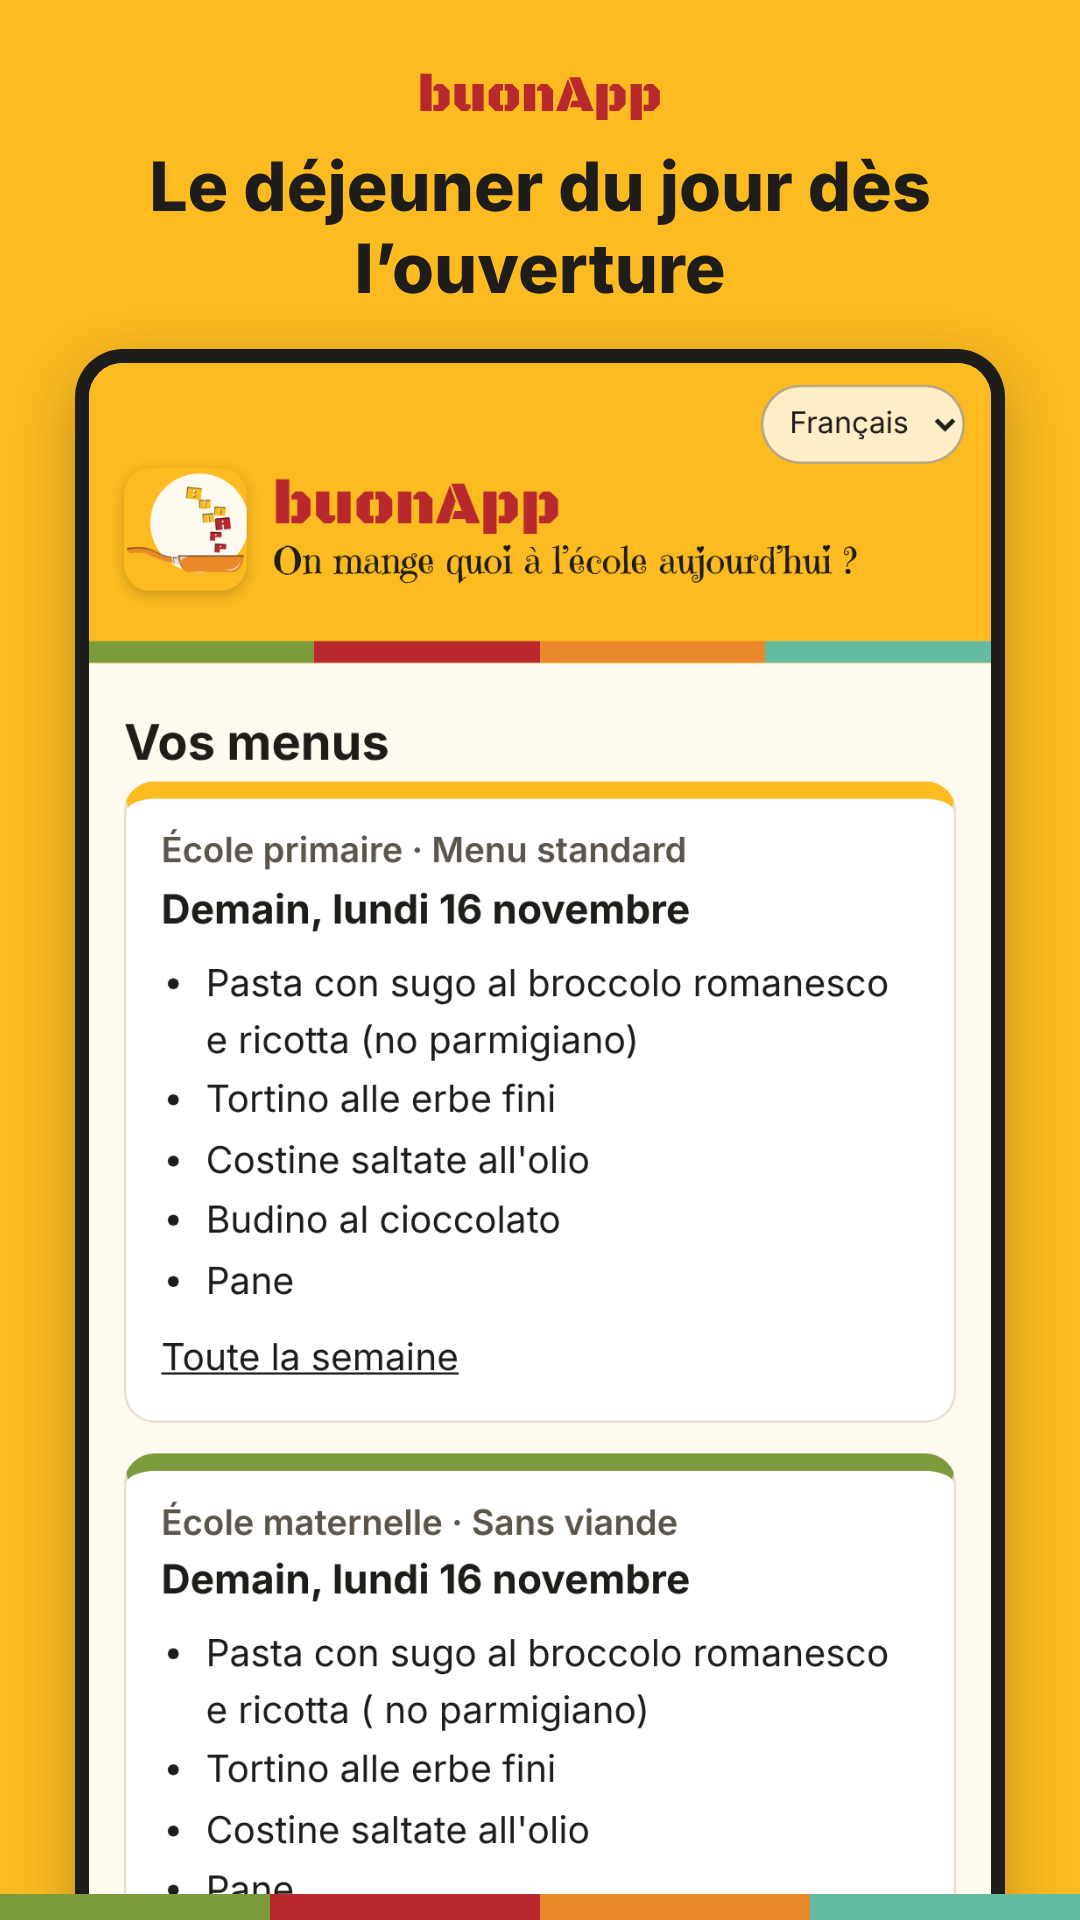 buonApp
Le déjeuner du jour dès
l’ouverture
Français
buonApp
On mange quoi à l’école aujourd’hui ?
Vos menus
École primaire · Menu standard
Demain, lundi 16 novembre
• Pasta con sugo al broccolo romanesco
e ricotta (no parmigiano)
• Tortino alle erbe fini
• Costine saltate all'olio
• Budino al cioccolato
• Pane
Toute la semaine
École maternelle · Sans viande
Demain, lundi 16 novembre
• Pasta con sugo al broccolo romanesco
e ricotta ( no parmigiano)
• Tortino alle erbe fini
• Costine saltate all'olio
• Pane